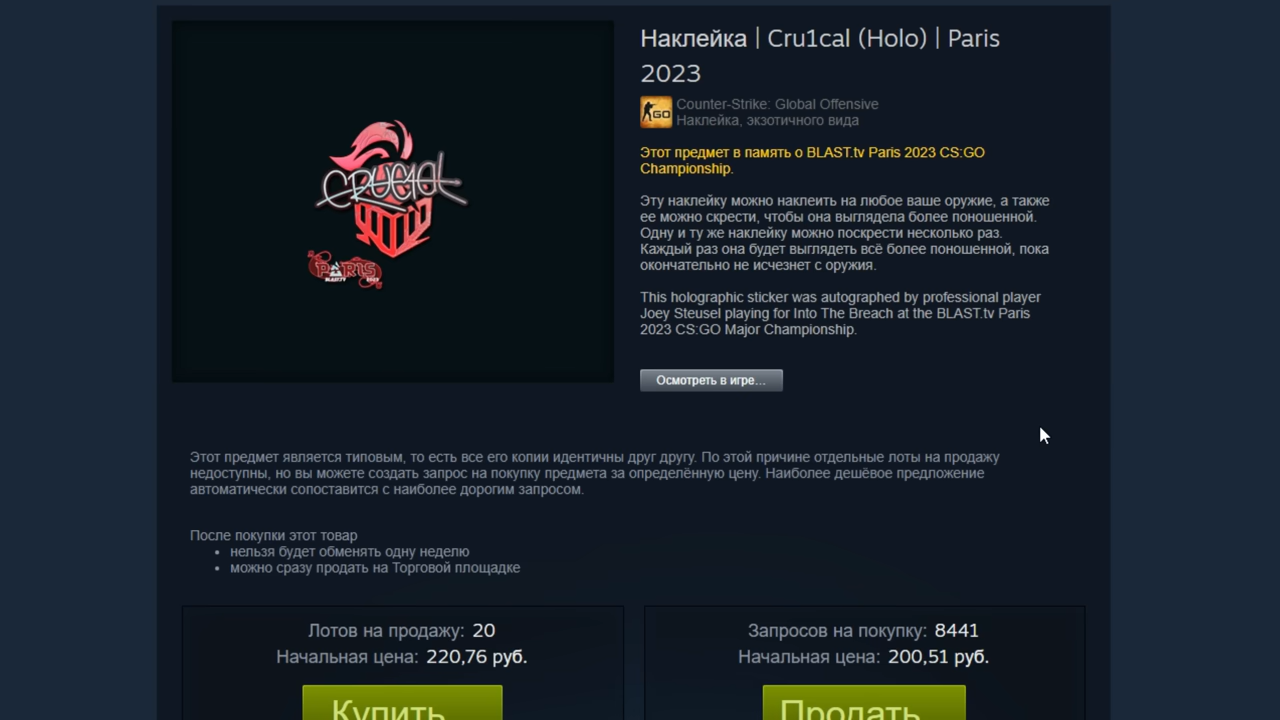 Наклейка | Cru1cal (Holo) | Paris
2023
GO
Counter-Strike: Global Offensive
Наклейка, экзотичного вида
Этот предмет в память о BLAST.tv Paris 2023 CS:GO
Championship.
CRUC1AL
PARIS
BLAST.TV 2023
Эту наклейку можно наклеить на любое ваше оружие, а также
ее можно скрести, чтобы она выглядела более поношенной.
Одну и ту же наклейку можно поскрести несколько раз.
Каждый раз она будет выглядеть всё более поношенной, пока
окончательно не исчезнет с оружия.
This holographic sticker was autographed by professional player
Joey Steusel playing for Into The Breach at the BLAST.tv Paris
2023 CS:GO Major Championship.
Осмотреть в игре...
Этот предмет является типовым, то есть все его копии идентичны друг другу. По этой причине отдельные лоты на продажу
недоступны, но вы можете создать запрос на покупку предмета за определённую цену. Наиболее дешёвое предложение
автоматически сопоставится с наиболее дорогим запросом.
После покупки этот товар
• нельзя будет обменять одну неделю
• можно сразу продать на Торговой площадке
Лотов на продажу: 20
Начальная цена: 220,76 руб.
Купить
Запросов на покупку: 8441
Начальная цена: 200,51 руб.
Продать